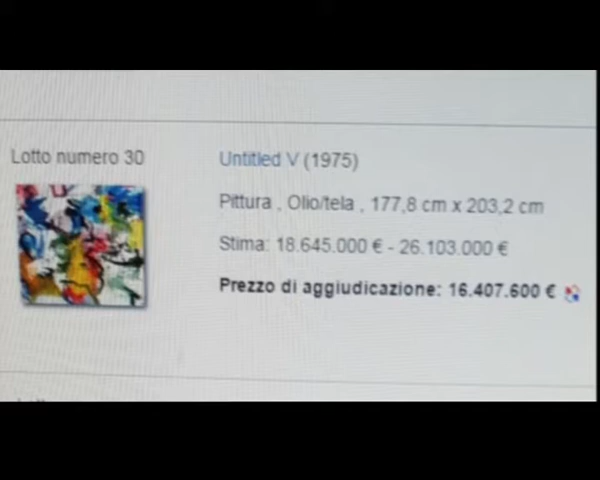 Lotto numero 30
Untitled V (1975)
Pittura , Olio/tela , 177,8 cm x 203,2 cm
Stima: 18.645.000 € - 26.103.000 €
Prezzo di aggiudicazione: 16.407.600 €